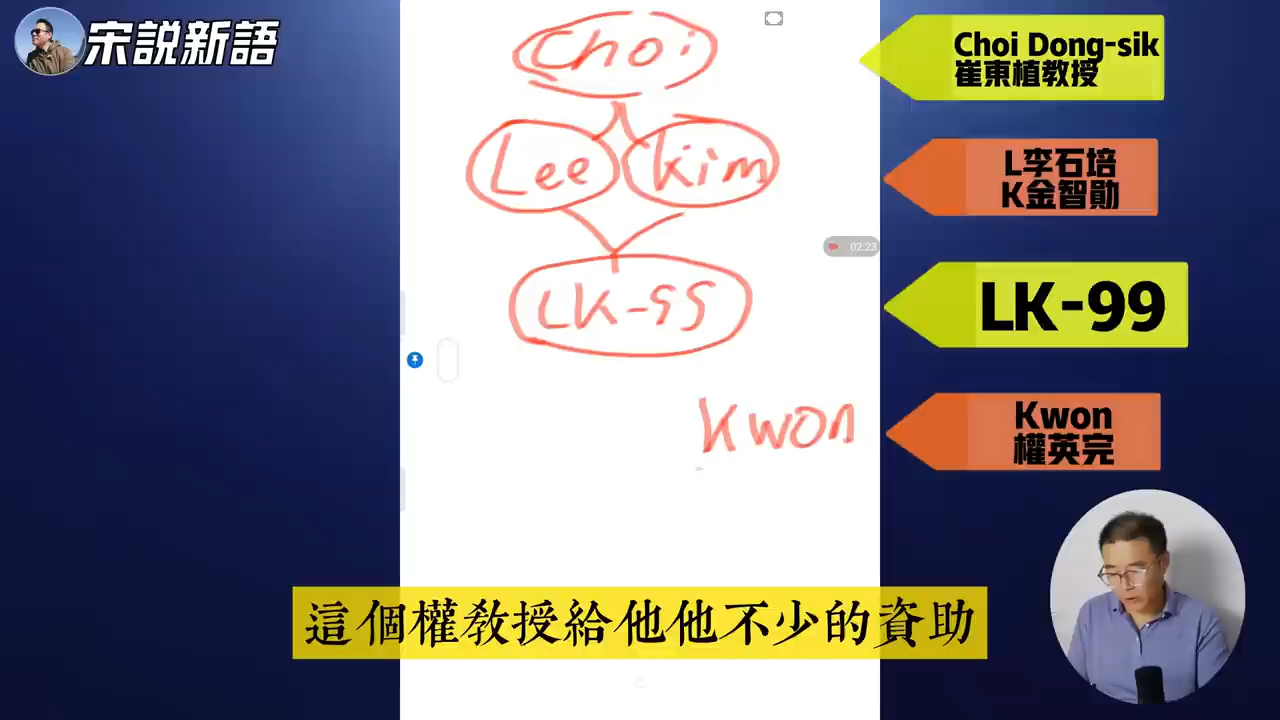 宋説新語
Choi
Choi Dong-sik
崔東植教授
Lee
Kim
L李石培
K金智勛
02:23
LK-99
LK-99
Kwon
Kwon
權英完
這個權教授給他他不少的資助